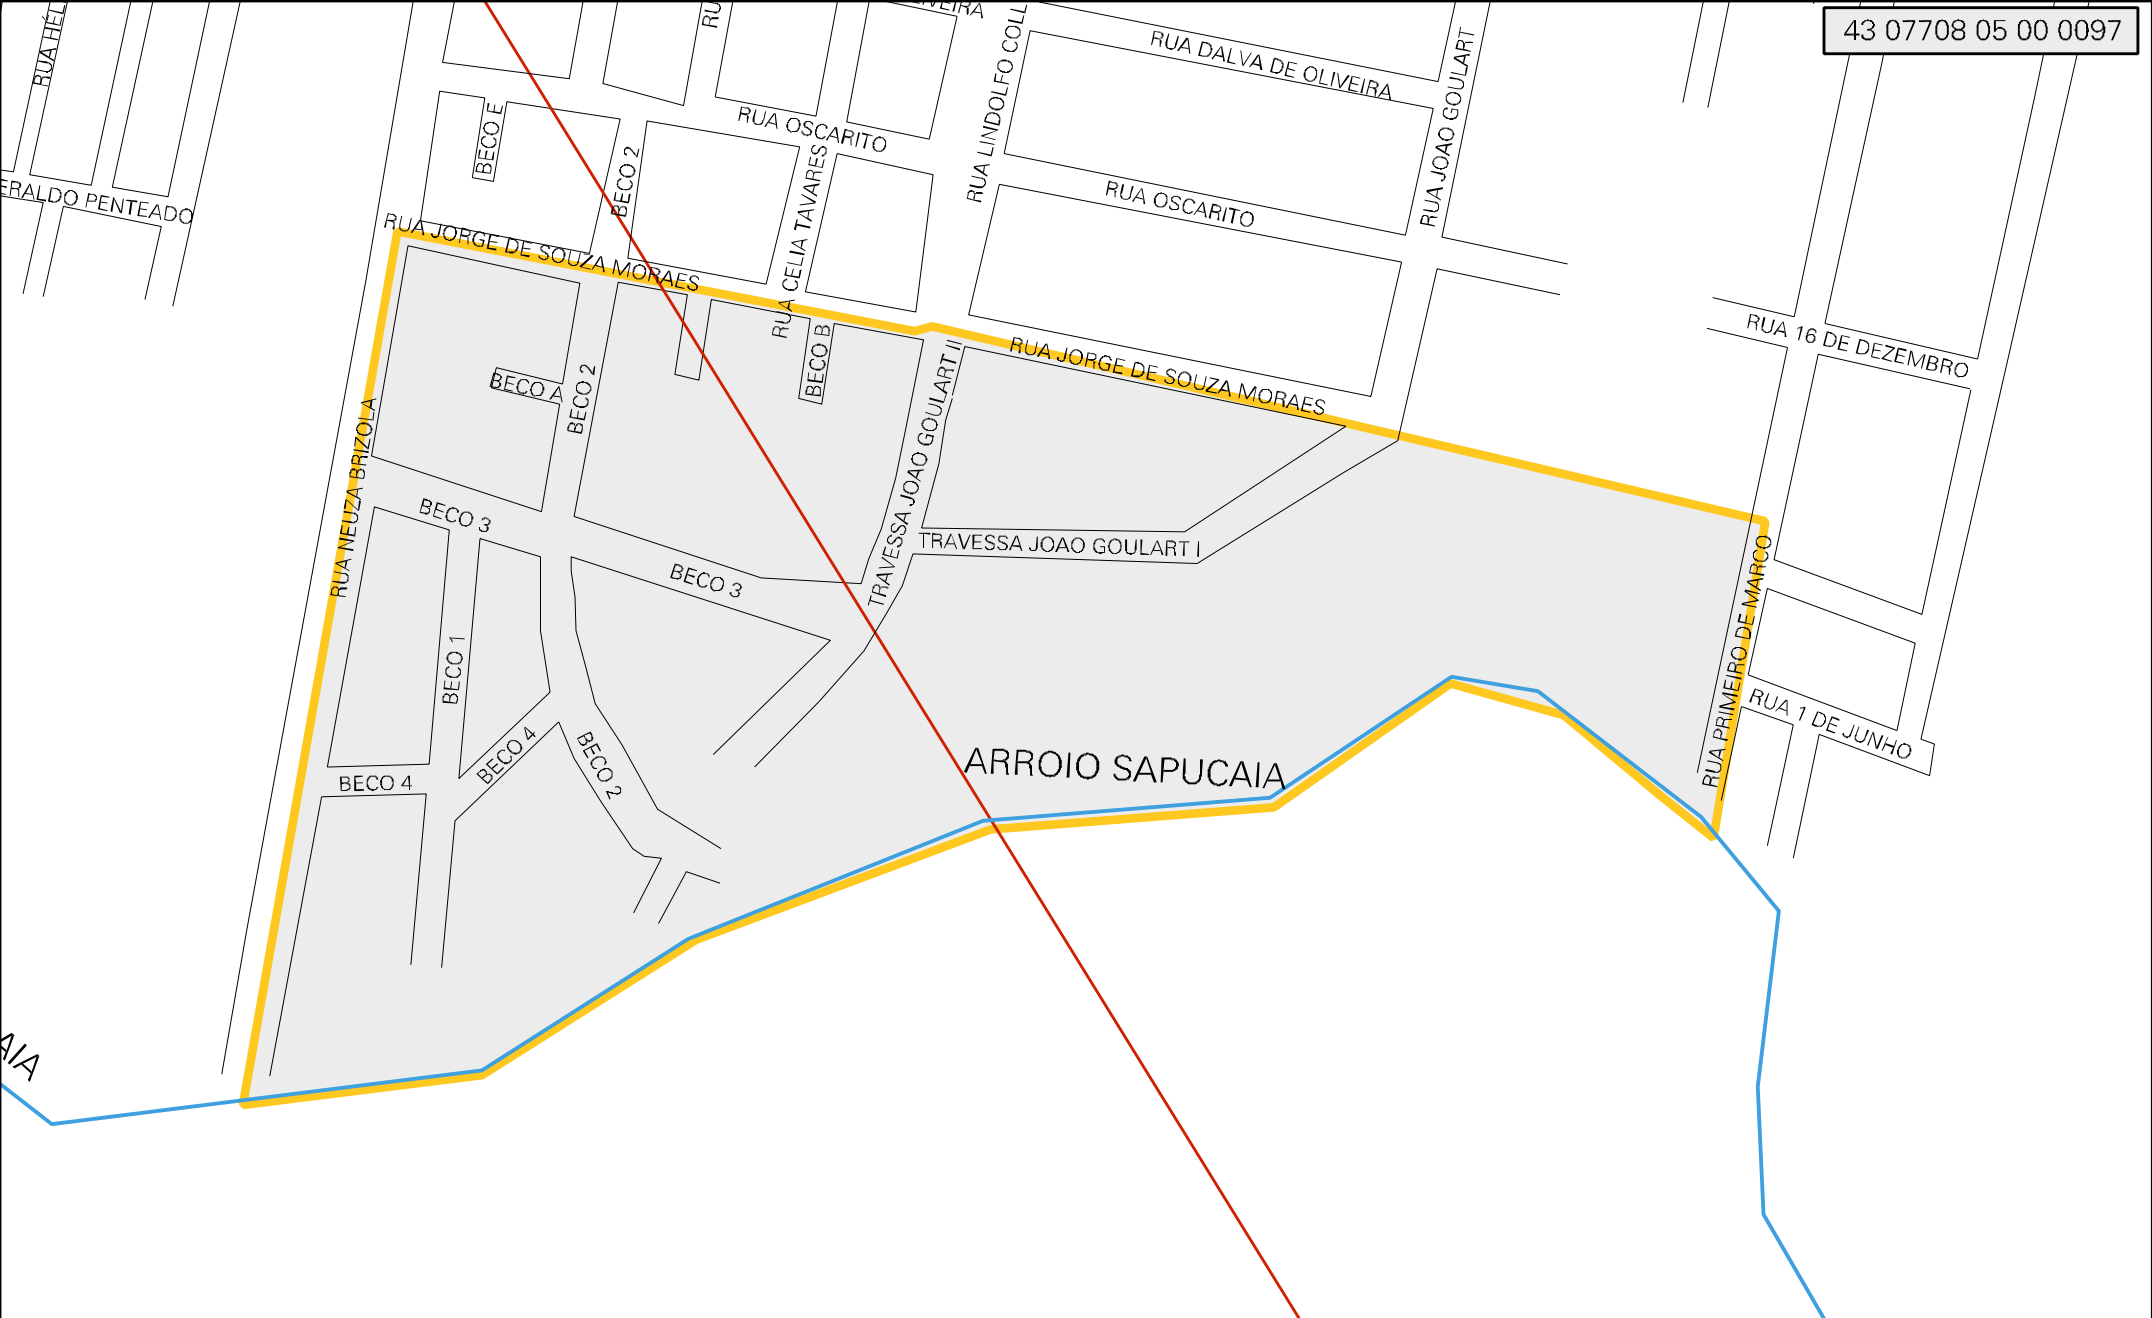 43 07708 05 00 0097
RUA DALVA DE OLIVEIRA
RUA JOAO GOULART
BECO E
RUA OSCARITO
BECO 2
RUA CELIA TAVARES
RUA OSCARITO
ERALDO PENTEADO
RUA JORGE DE SOUZA MORAES
RUA 16 DE DEZEMBRO
BECO B
RUA JORGE DE SOUZA MORAES
BECO A
BECO 2
TRAVESSA JOAO GOULART II
RUA NEUZA BRIZOLA
BECO 3
TRAVESSA JOAO GOULART I
BECO 3
RUA PRIMEIRO DE MARCO
BECO 1
RUA 1 DE JUNHO
BECO 4
BECO 2
ARROIO SAPUCAIA
BECO 4
AIA
RUA LINDOLFO COLL
RUA HÉL
RU